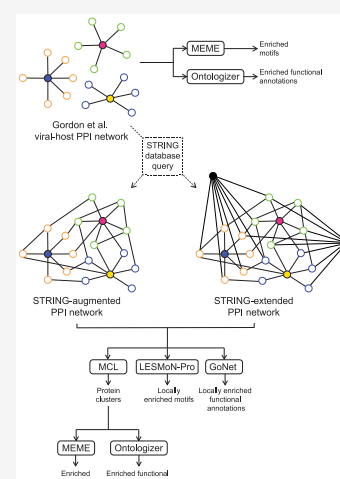 MEME
Enriched
motifs
Ontologizer
Enriched functional
annotations
Gordon et al.
viral-host PPI network
STRING
database
query
STRING-augmented
PPI network
STRING-extended
PPI network
MCL
LESMoN-Pro
GoNet
Protein
clusters
Locally
enriched motifs
Locally enriched
functional
annotations
MEME
Ontologizer
Enriched
Enriched functional